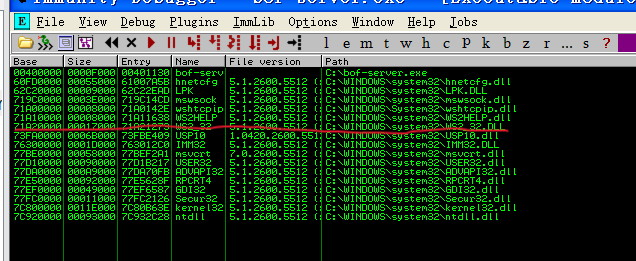 Immunity Debugger - bof-server.exe - [Executable modules]
E File View Debug Plugins ImmLib Options Window Help Jobs
l e m t w h c p k b z r ... s ?
Base Size Entry Name File version Path
00400000 0000F000 00401130 bof-serv C:\bof-server.exe
60FD0000 00055000 61007A5B hnetcfg 5.1.2600.5512 ( C:\WINDOWS\system32\hnetcfg.dll
62C20000 00009000 62C22EAD LPK 5.1.2600.5512 ( C:\WINDOWS\system32\LPK.DLL
719C0000 0003E000 719C14CD mswsock 5.1.2600.5512 ( C:\WINDOWS\system32\mswsock.dll
71A00000 00008000 71A0142E wshtcpip 5.1.2600.5512 ( C:\WINDOWS\System32\wshtcpip.dll
71A10000 00008000 71A11638 WS2HELP 5.1.2600.5512 ( C:\WINDOWS\system32\WS2HELP.dll
71A20000 00017000 71A21273 WS2_32 5.1.2600.5512 ( C:\WINDOWS\system32\WS2_32.DLL
73FA0000 0006B000 73FBE409 USP10 1.0420.2600.55 C:\WINDOWS\system32\USP10.dll
76300000 0001D000 763012C0 IMM32 5.1.2600.5512 ( C:\WINDOWS\system32\IMM32.DLL
77BE0000 00058000 77BEF2A1 msvcrt 7.0.2600.5512 ( C:\WINDOWS\system32\msvcrt.dll
77D10000 00090000 77D1B217 USER32 5.1.2600.5512 ( C:\WINDOWS\system32\USER32.dll
77DA0000 000A9000 77DA70FB ADVAPI32 5.1.2600.5512 ( C:\WINDOWS\system32\ADVAPI32.dll
77E50000 00092000 77E5628F RPCRT4 5.1.2600.5512 ( C:\WINDOWS\system32\RPCRT4.dll
77EF0000 00049000 77EF6587 GDI32 5.1.2600.5512 ( C:\WINDOWS\system32\GDI32.dll
77FC0000 00011000 77FC2126 Secur32 5.1.2600.5512 ( C:\WINDOWS\system32\Secur32.dll
7C800000 0011E000 7C80B63E kernel32 5.1.2600.5512 ( C:\WINDOWS\system32\kernel32.dll
7C920000 00093000 7C932C28 ntdll 5.1.2600.5512 ( C:\WINDOWS\system32\ntdll.dll